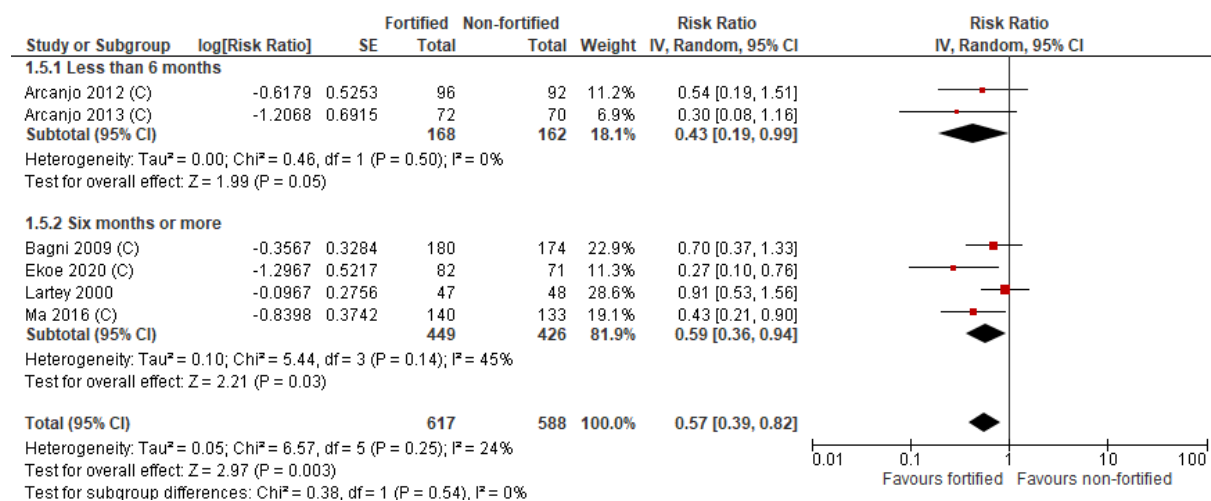 Fortified Non-fortified Risk Ratio Risk Ratio
Study or Subgroup log[Risk Ratio] SE Total Total Weight IV, Random, 95% CI IV, Random, 95% CI
1.5.1 Less than 6 months
Arcanjo 2012 (C) -0.6179 0.5253 96 92 11.2% 0.54 [0.19, 1.51]
Arcanjo 2013 (C) -1.2068 0.6915 72 70 6.9% 0.30 [0.08, 1.16]
Subtotal (95% CI) 168 162 18.1% 0.43 [0.19, 0.99]
Heterogeneity: Tau² = 0.00; Chi² = 0.46, df = 1 (P = 0.50); I² = 0%
Test for overall effect: Z = 1.99 (P = 0.05)
1.5.2 Six months or more
Bagni 2009 (C) -0.3567 0.3284 180 174 22.9% 0.70 [0.37, 1.33]
Ekoe 2020 (C) -1.2967 0.5217 82 71 11.3% 0.27 [0.10, 0.76]
Lartey 2000 -0.0967 0.2756 47 48 28.6% 0.91 [0.53, 1.56]
Ma 2016 (C) -0.8398 0.3742 140 133 19.1% 0.43 [0.21, 0.90]
Subtotal (95% CI) 449 426 81.9% 0.59 [0.36, 0.94]
Heterogeneity: Tau² = 0.10; Chi² = 5.44, df = 3 (P = 0.14); I² = 45%
Test for overall effect: Z = 2.21 (P = 0.03)
Total (95% CI) 617 588 100.0% 0.57 [0.39, 0.82]
Heterogeneity: Tau² = 0.05; Chi² = 6.57, df = 5 (P = 0.25); I² = 24%
Test for overall effect: Z = 2.97 (P = 0.003)
Test for subgroup differences: Chi² = 0.38, df = 1 (P = 0.54), I² = 0%
0.01 0.1 1 10 100
Favours fortified Favours non-fortified